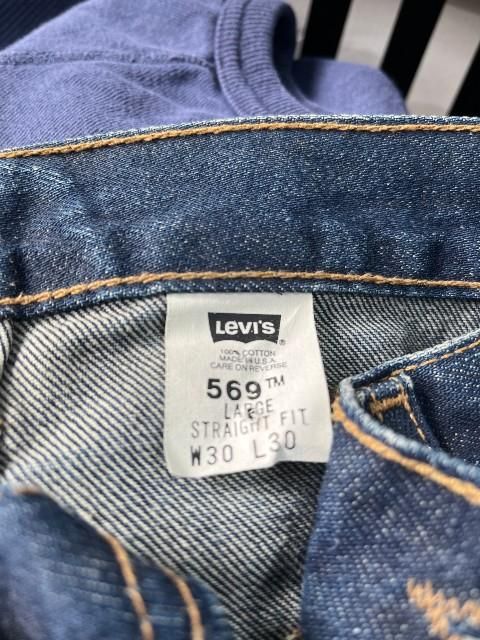 Levi's®
100% COTTON
MADE IN U.S.A.
CARE ON REVERSE
569™
LARGE
STRAIGHT FIT
W30 L30